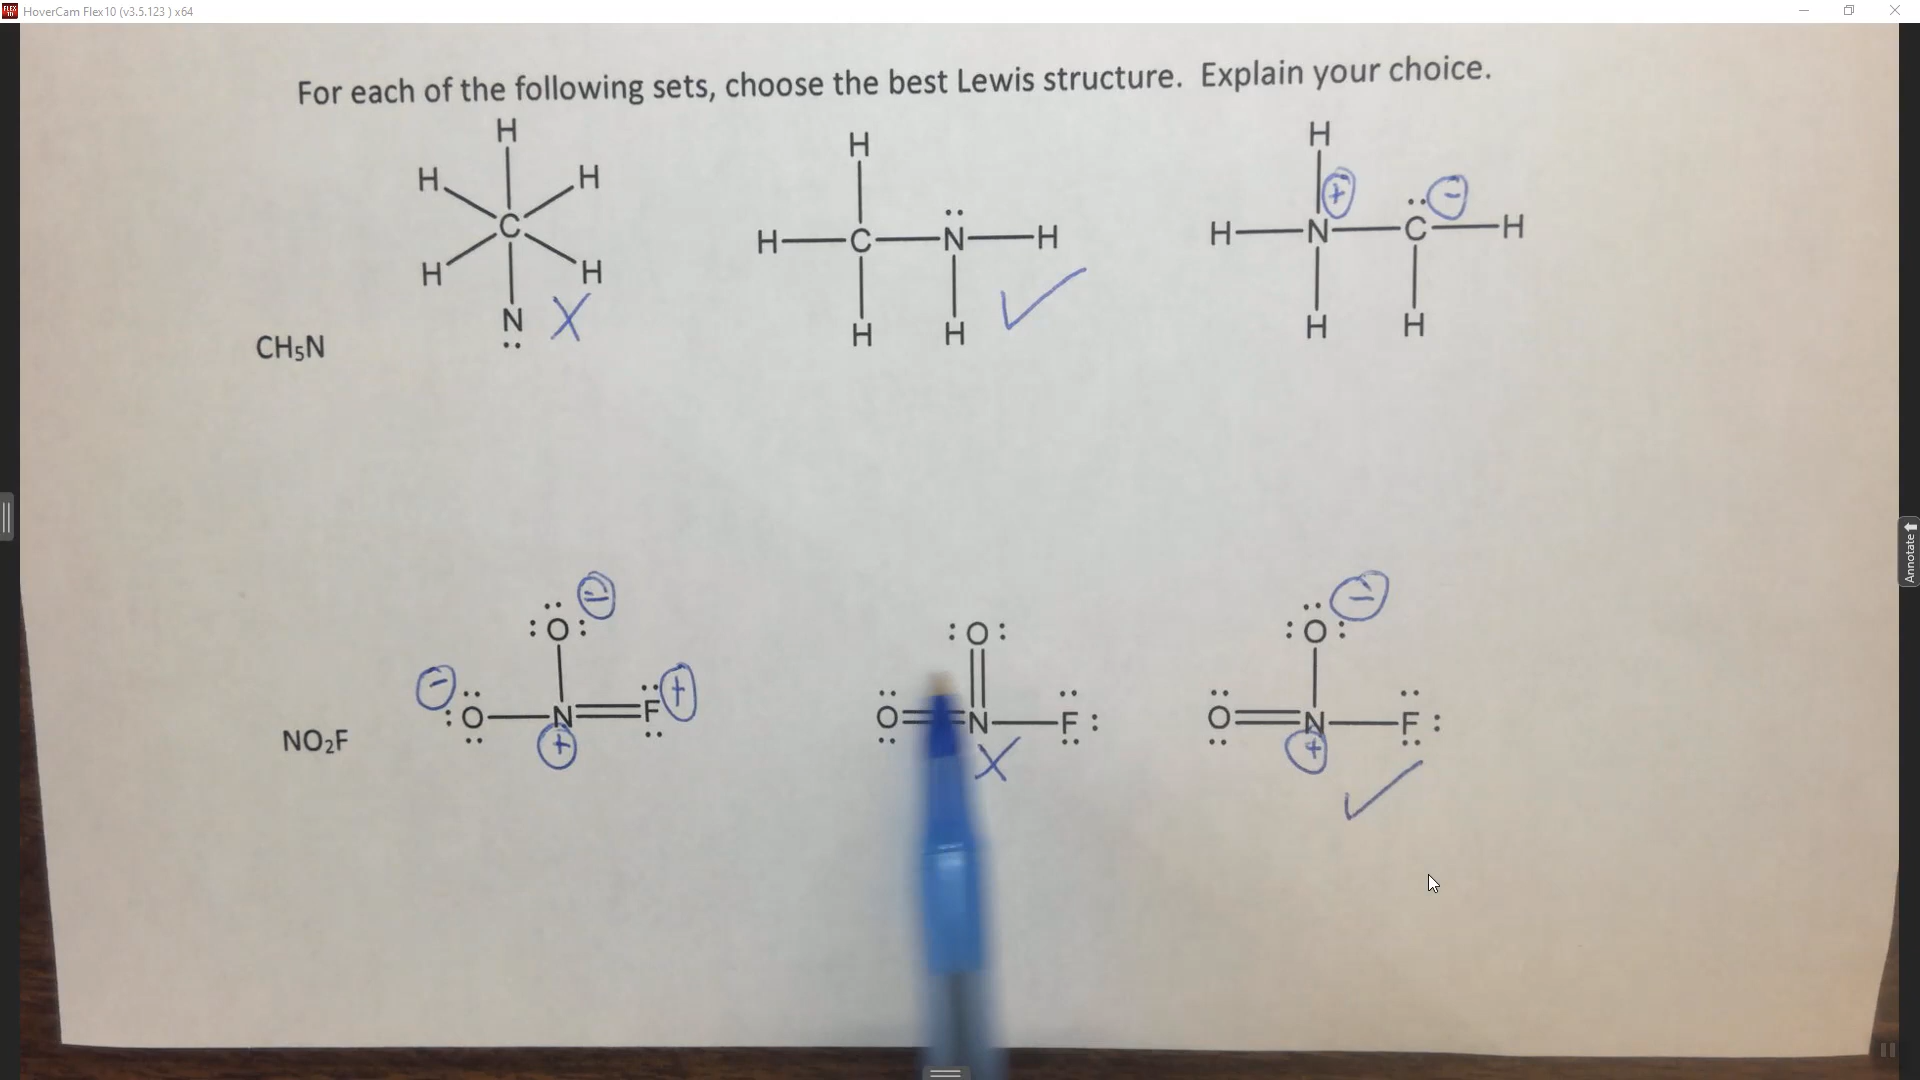 HoverCam Flex10 (v3.5.123 ) x64
For each of the following sets, choose the best Lewis structure. Explain your choice.
H H H
H H
H
C
H H
N X
H
H C N H
H H
H
+ −
H N C H
H H
CH₅N
−
O
− +
O N F
+
O
O N F
X
−
O
O N F
+
NO₂F
Annotate